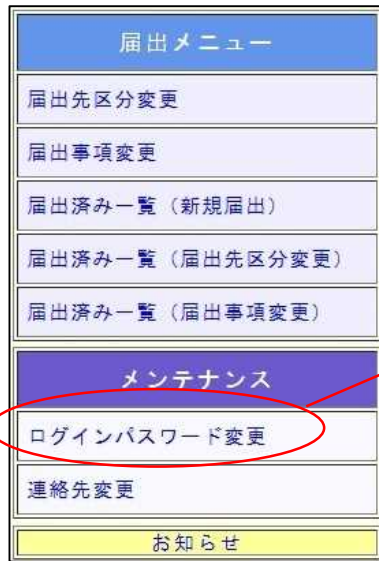 届出メニュー
届出先区分変更
届出事項変更
届出済み一覧（新規届出）
届出済み一覧（届出先区分変更）
届出済み一覧（届出事項変更）
メンテナンス
ログインパスワード変更
連絡先変更
お知らせ